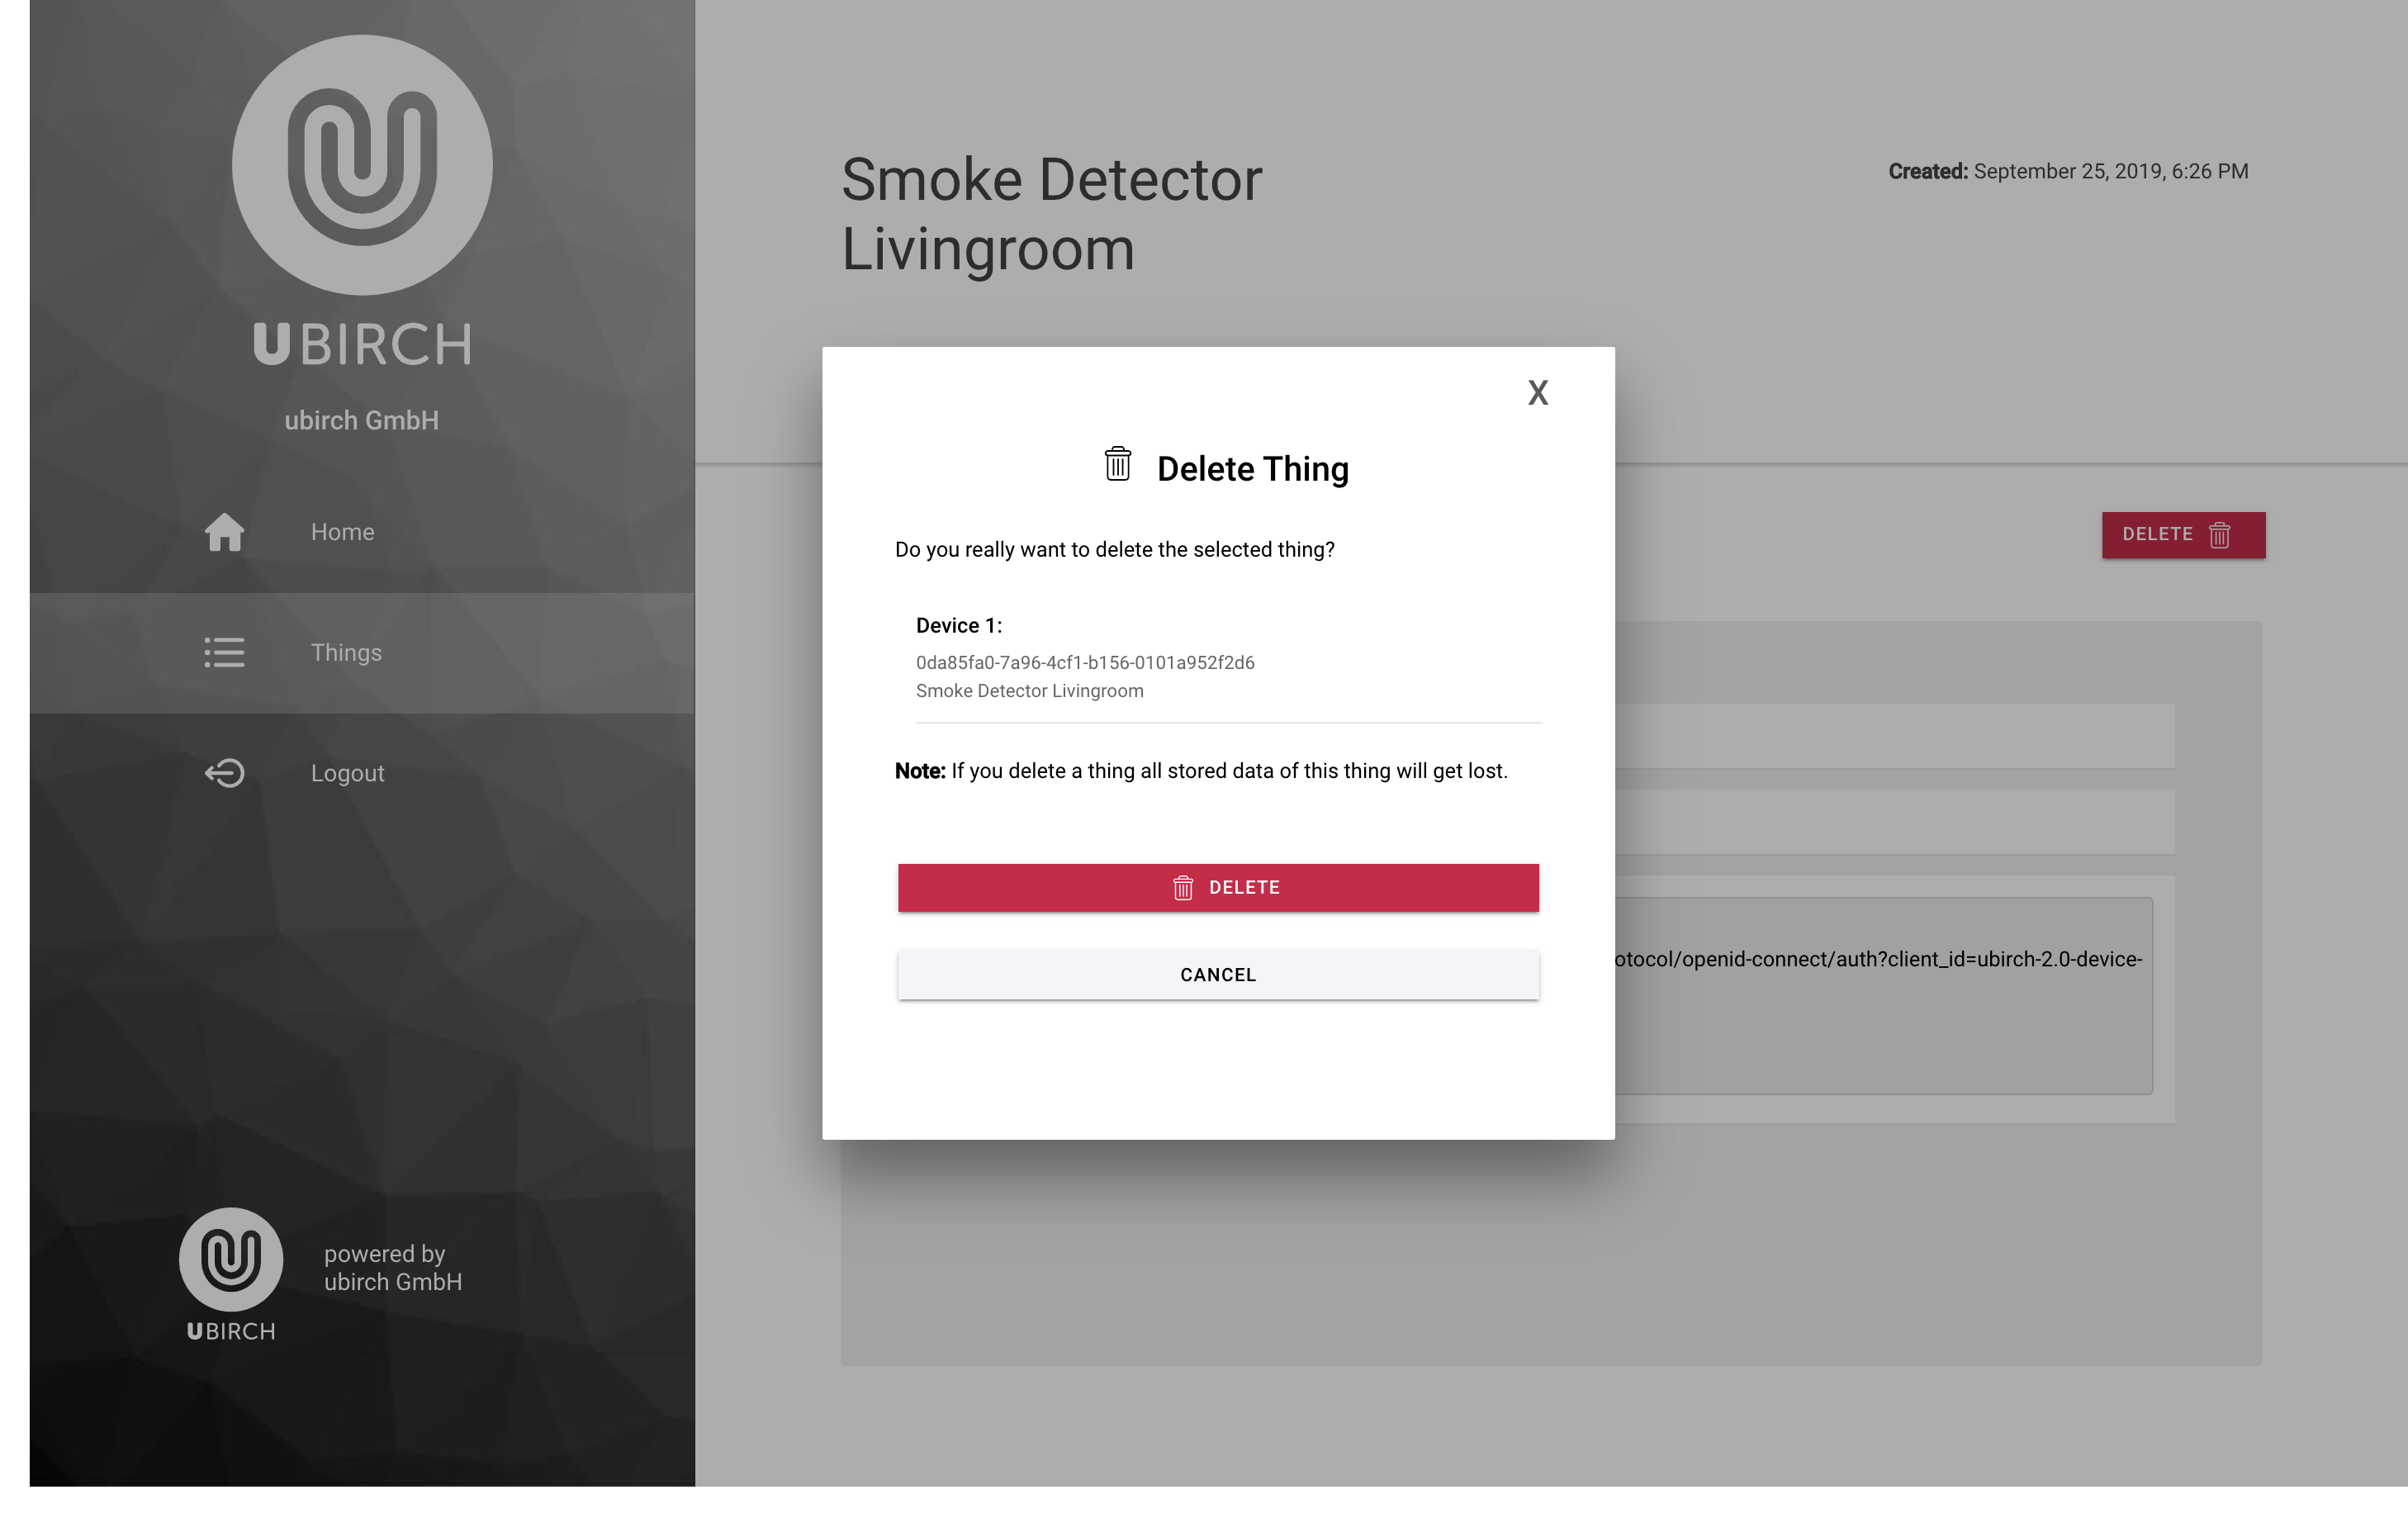 UBIRCH
ubirch GmbH
Home
Things
Logout
UBIRCH
powered by
ubirch GmbH
Smoke Detector
Livingroom
Created: September 25, 2019, 6:26 PM
DELETE
otocol/openid-connect/auth?client_id=ubirch-2.0-device-
X
Delete Thing
Do you really want to delete the selected thing?
Device 1:
0da85fa0-7a96-4cf1-b156-0101a952f2d6
Smoke Detector Livingroom
Note: If you delete a thing all stored data of this thing will get lost.
DELETE
CANCEL